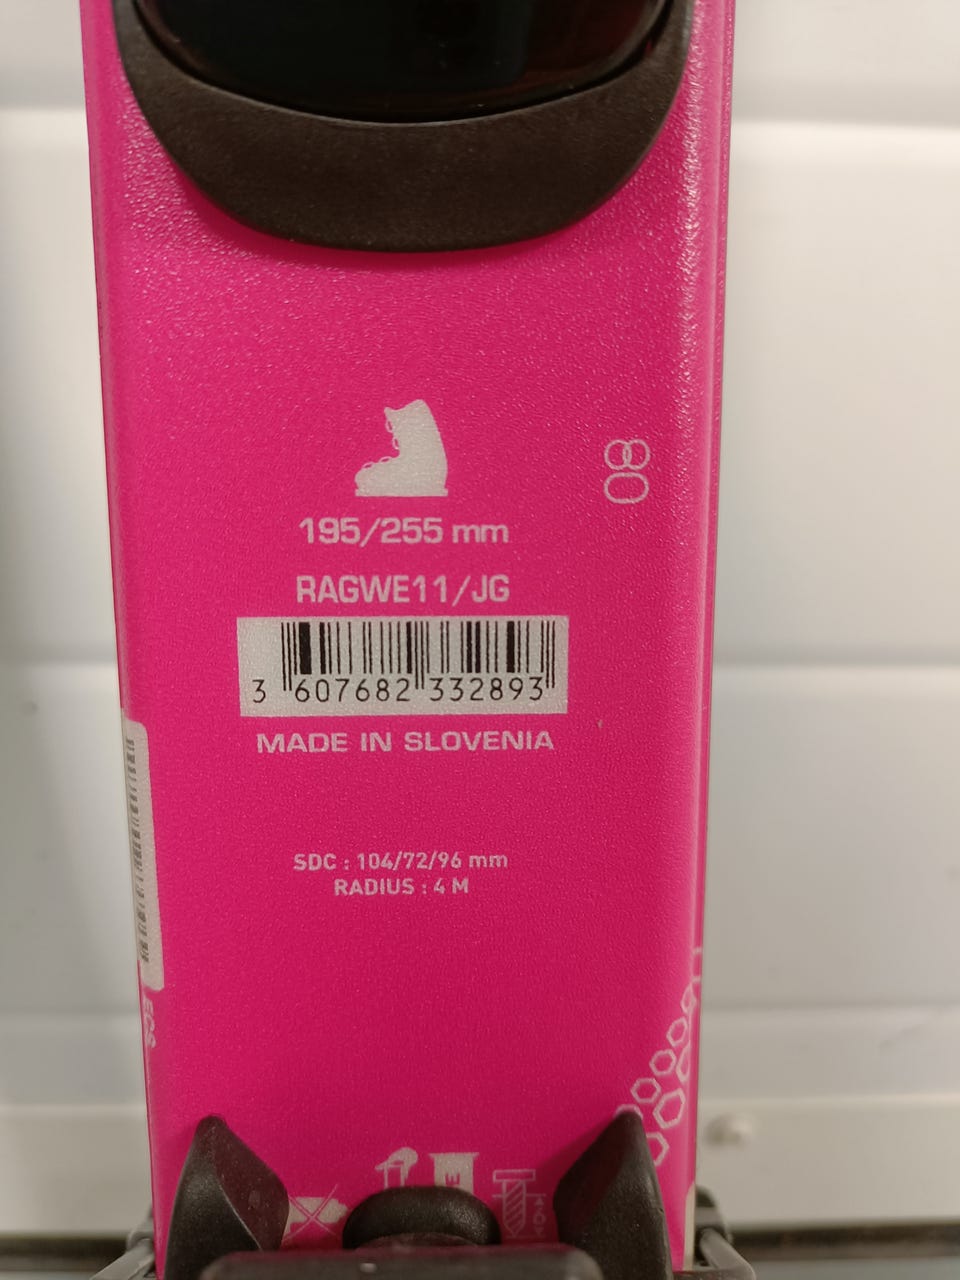 80
195/255 mm
RAGWE11/JG
3 607682 332893
MADE IN SLOVENIA
SDC : 104/72/96 mm
RADIUS : 4 M